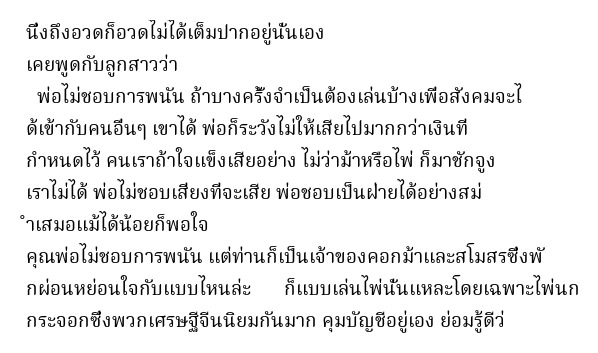 นึ่งถึงอวดก็อวดไม่ได้เต็มปากอยู่นั่นเอง
เคยพูดกับลูกสาวว่า
พ่อไม่ชอบการพนัน ถ้าบางครั้งจำเป็นต้องเล่นบ้างเพื่อสังคมจะไ
ด้เข้ากับคนอื่นๆ เขาได้ พ่อก็ระวังไม่ให้เสียไปมากกว่าเงินที่
กำหนดไว้ คนเราถ้าใจแข็งเสียอย่าง ไม่ว่าม้าหรือไพ่ ก็มาชักจูง
เราไม่ได้ พ่อไม่ชอบเสี่ยงที่จะเสีย พ่อชอบเป็นฝ่ายได้อย่างสม่
ำเสมอแม้ได้น้อยก็พอใจ
คุณพ่อไม่ชอบการพนัน แต่ท่านก็เป็นเจ้าของคอกม้าและสโมสรซึ่งพั
กผ่อนหย่อนใจกับแบบไหนล่ะ ก็แบบเล่นไพ่นั่นแหละโดยเฉพาะไพ่นก
กระจอกซึ่งพวกเศรษฐีจีนนิยมกันมาก คุมบัญชีอยู่เอง ย่อมรู้ดีว่